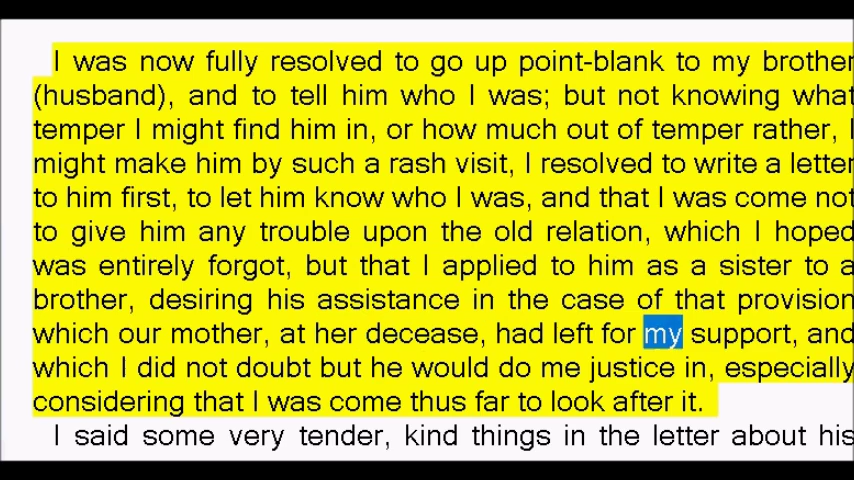 I was now fully resolved to go up point-blank to my brother
(husband), and to tell him who I was; but not knowing what
temper I might find him in, or how much out of temper rather, I
might make him by such a rash visit, I resolved to write a letter
to him first, to let him know who I was, and that I was come not
to give him any trouble upon the old relation, which I hoped
was entirely forgot, but that I applied to him as a sister to a
brother, desiring his assistance in the case of that provision
which our mother, at her decease, had left for my support, and
which I did not doubt but he would do me justice in, especially
considering that I was come thus far to look after it.
I said some very tender, kind things in the letter about his